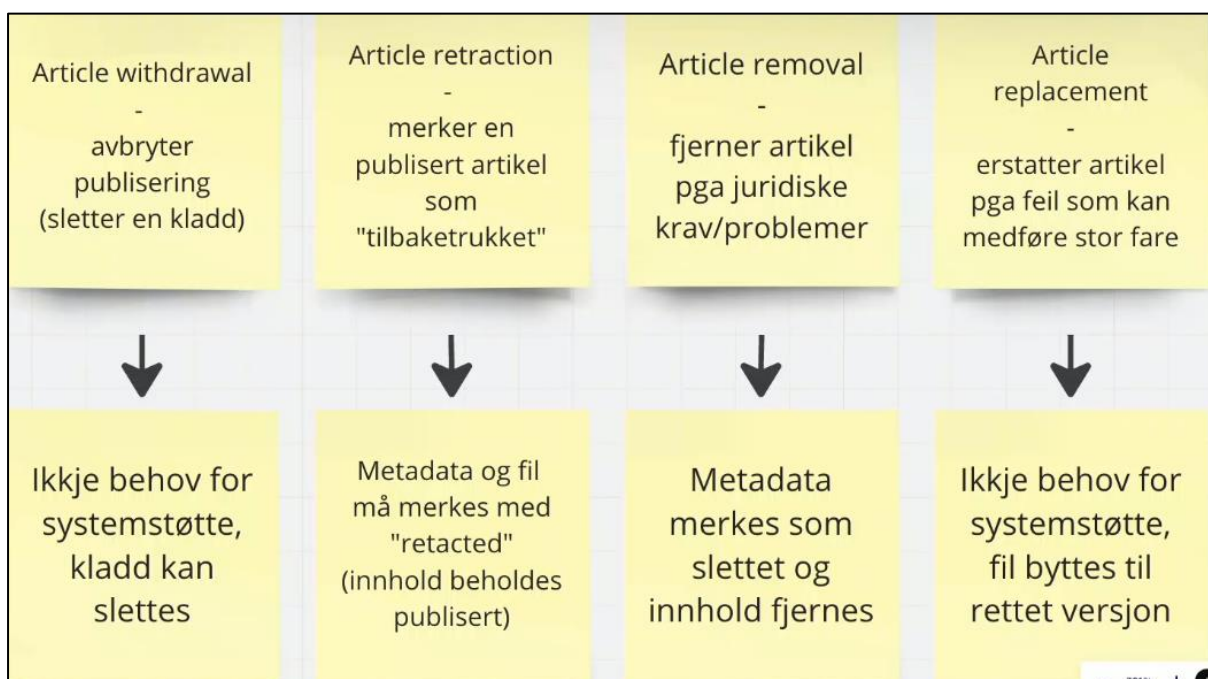 Article withdrawal
-
avbryter
publisering
(sletter en kladd)
Article retraction
-
merker en
publisert artikel
som
"tilbaketrukket"
Article removal
-
fjerner artikel
pga juridiske
krav/problemer
Article
replacement
-
erstatter artikel
pga feil som kan
medføre stor fare
Ikkje behov for
systemstøtte,
kladd kan
slettes
Metadata og fil
må merkes med
"retacted"
(innhold beholdes
publisert)
Metadata
merkes som
slettet og
innhold fjernes
Ikkje behov for
systemstøtte,
fil byttes til
rettet versjon